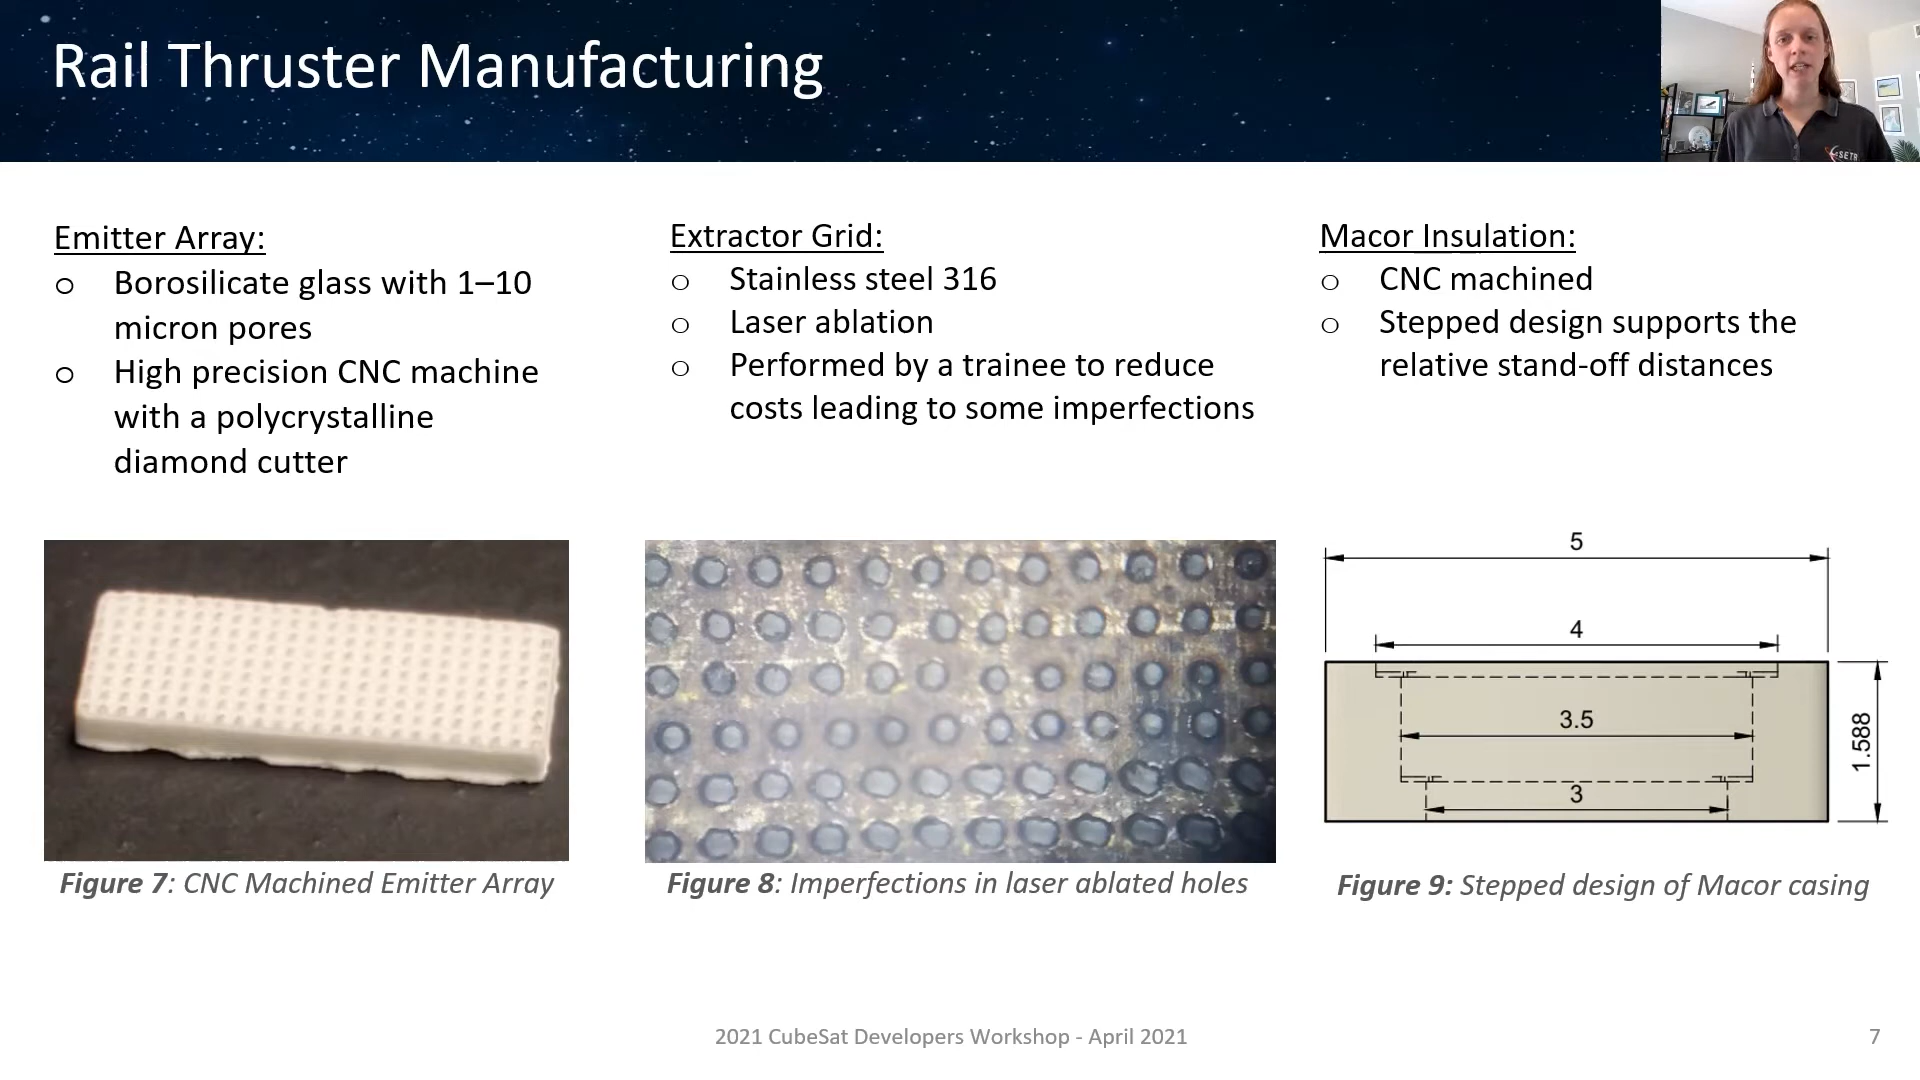 Rail Thruster Manufacturing
SETR
Emitter Array:
o Borosilicate glass with 1–10
micron pores
o High precision CNC machine
with a polycrystalline
diamond cutter
Extractor Grid:
o Stainless steel 316
o Laser ablation
o Performed by a trainee to reduce
costs leading to some imperfections
Macor Insulation:
o CNC machined
o Stepped design supports the
relative stand-off distances
5
4
3.5
3
1.588
Figure 7: CNC Machined Emitter Array
Figure 8: Imperfections in laser ablated holes
Figure 9: Stepped design of Macor casing
2021 CubeSat Developers Workshop - April 2021
7